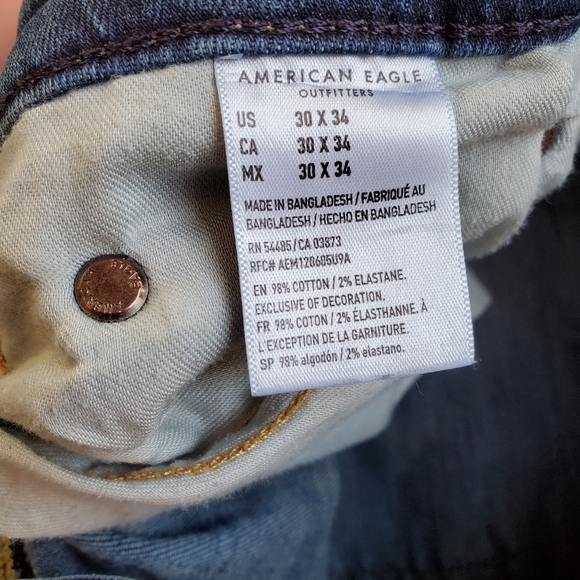 AMERICAN EAGLE
OUTFITTERS
US 30 X 34
CA 30 X 34
MX 30 X 34
MADE IN BANGLADESH / FABRIQUÉ AU
BANGLADESH / HECHO EN BANGLADESH
RN 54485 / CA 03873
RFC# AEM120605U9A
EN 98% COTTON / 2% ELASTANE.
EXCLUSIVE OF DECORATION.
FR 98% COTON / 2% ÉLASTHANNE. À
L'EXCEPTION DE LA GARNITURE.
SP 98% algodón / 2% elastano.